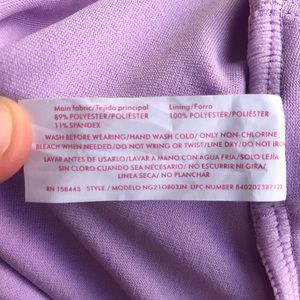 Main fabric/Tejido principal Lining/Forro
89% POLYESTER/POLIÉSTER 100% POLYESTER/POLIÉSTER
11% SPANDEX
WASH BEFORE WEARING/HAND WASH COLD/ ONLY NON-CHLORINE
BLEACH WHEN NEEDED/DO NOT WRING OR TWIST/LINE DRY/DO NOT IRON
LAVAR ANTES DE USARLO/LAVAR A MANO CON AGUA FRIA/ SOLO LEJÍA
SIN CLORO CUANDO SEA NECESARIO/ NO ESCURRIR NI GIRAR/
LINEA SECA/ NO PLANCHAR
RN 158443 STYLE / MODELO NG210803JN UPC NUMBER